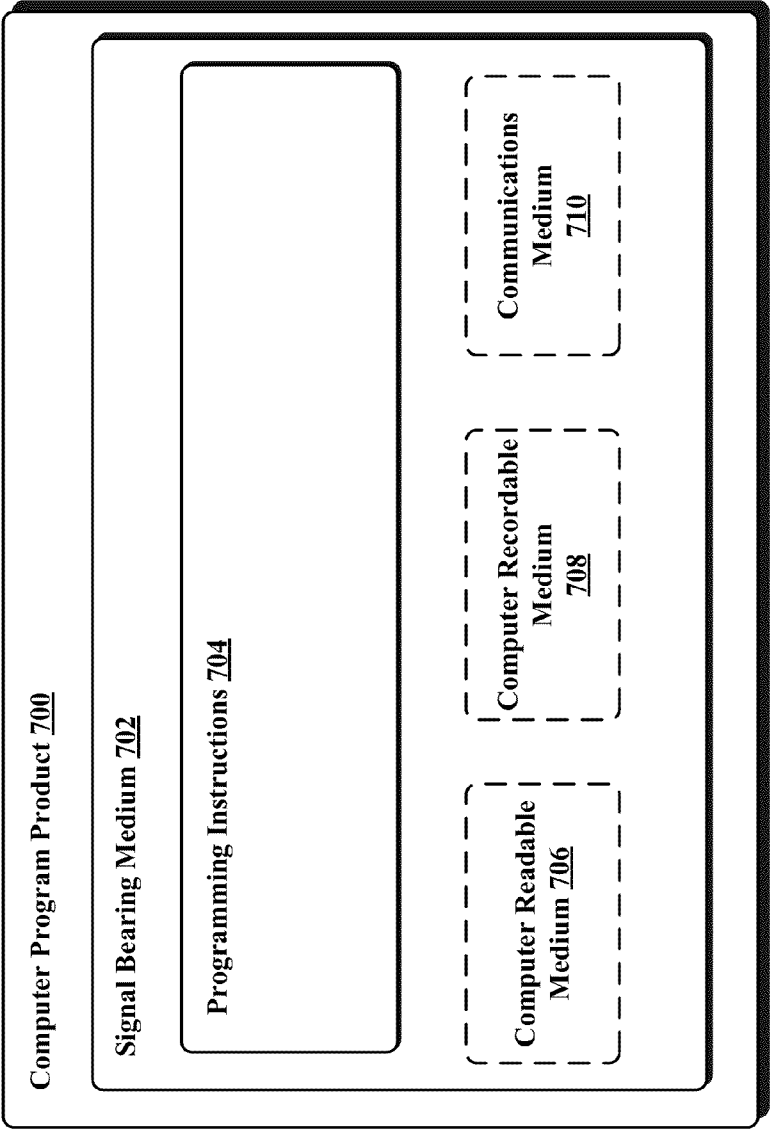 Computer Program Product 700
Signal Bearing Medium 702
Programming Instructions 704
Computer Readable
Medium 706
Computer Recordable
Medium
708
Communications
Medium
710